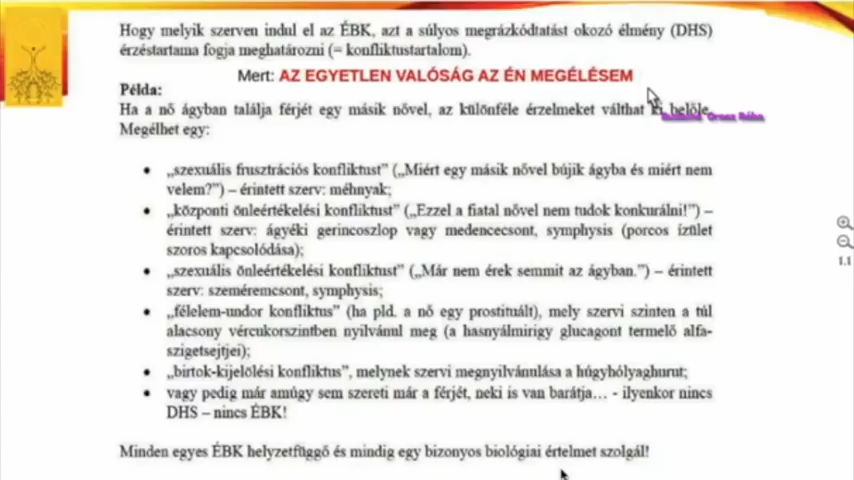 Hogy melyik szerven indul el az ÉBK, azt a súlyos megrázkódtatást okozó élmény (DHS)
érzéstartama fogja meghatározni (= konfliktustartalom).
Mert: AZ EGYETLEN VALÓSÁG AZ ÉN MEGÉLÉSEM
Példa:
Ha a nő ágyban találja férjét egy másik nővel, az különféle érzelmeket válthat ki belőle.
Megélhet egy:
• „szexuális frusztrációs konfliktust" („Miért egy másik nővel bújik ágyba és miért nem
velem?") – érintett szerv: méhnyak;
• „központi önleértékelési konfliktust" („Ezzel a fiatal nővel nem tudok konkurálni!") –
érintett szerv: ágyéki gerincoszlop vagy medencecsont, symphysis (porcos ízület
szoros kapcsolódása);
• „szexuális önleértékelési konfliktust" („Már nem érek semmit az ágyban.") – érintett
szerv: szeméremcsont, symphysis;
• „félelem-undor konfliktus" (ha pld. a nő egy prostituált), mely szervi szinten a túl
alacsony vércukorszintben nyilvánul meg (a hasnyálmirigy glucagont termelő alfa-
szigetsejtjei);
• „birtok-kijelölési konfliktus", melynek szervi megnyilvánulása a húgyhólyaghurut;
• vagy pedig már amúgy sem szereti már a férjét, neki is van barátja… - ilyenkor nincs
DHS – nincs ÉBK!
Minden egyes ÉBK helyzetfüggő és mindig egy bizonyos biológiai értelmet szolgál!
1.1